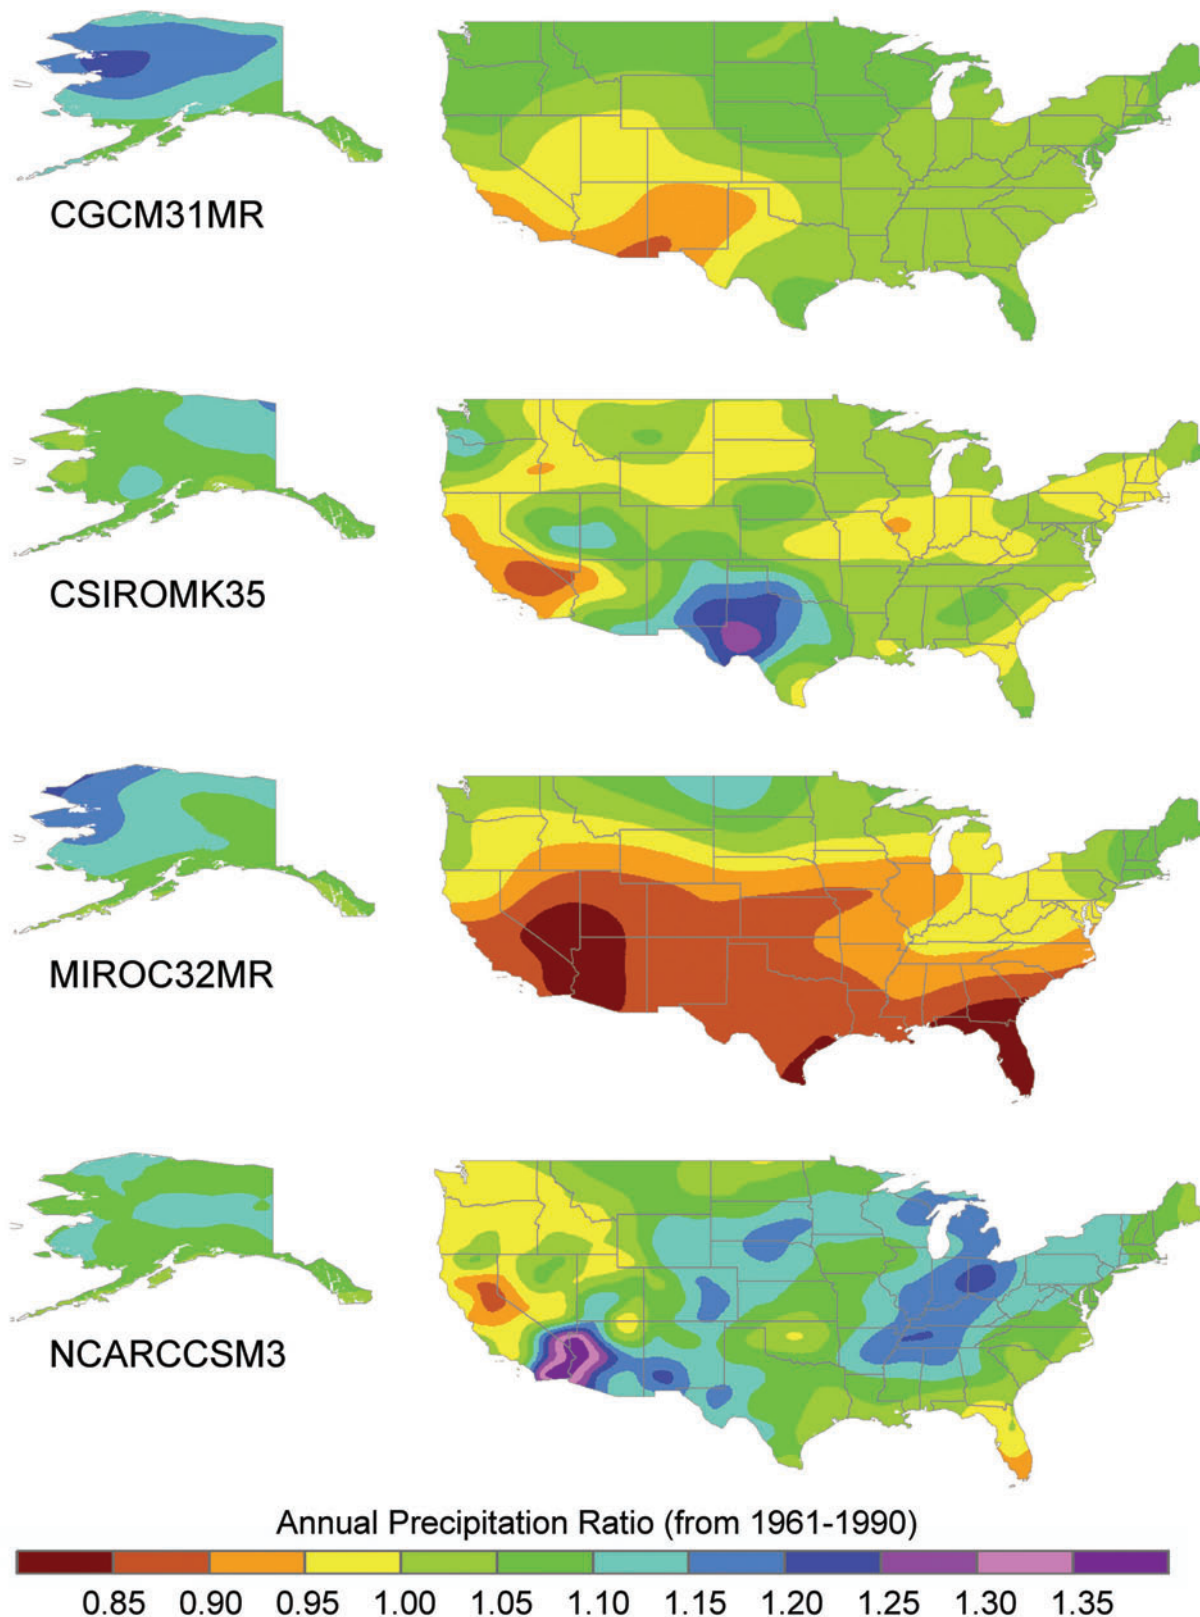 CGCM31MR
CSIROMK35
MIROC32MR
NCARCCSM3
Annual Precipitation Ratio (from 1961-1990)
0.85 0.90 0.95 1.00 1.05 1.10 1.15 1.20 1.25 1.30 1.35